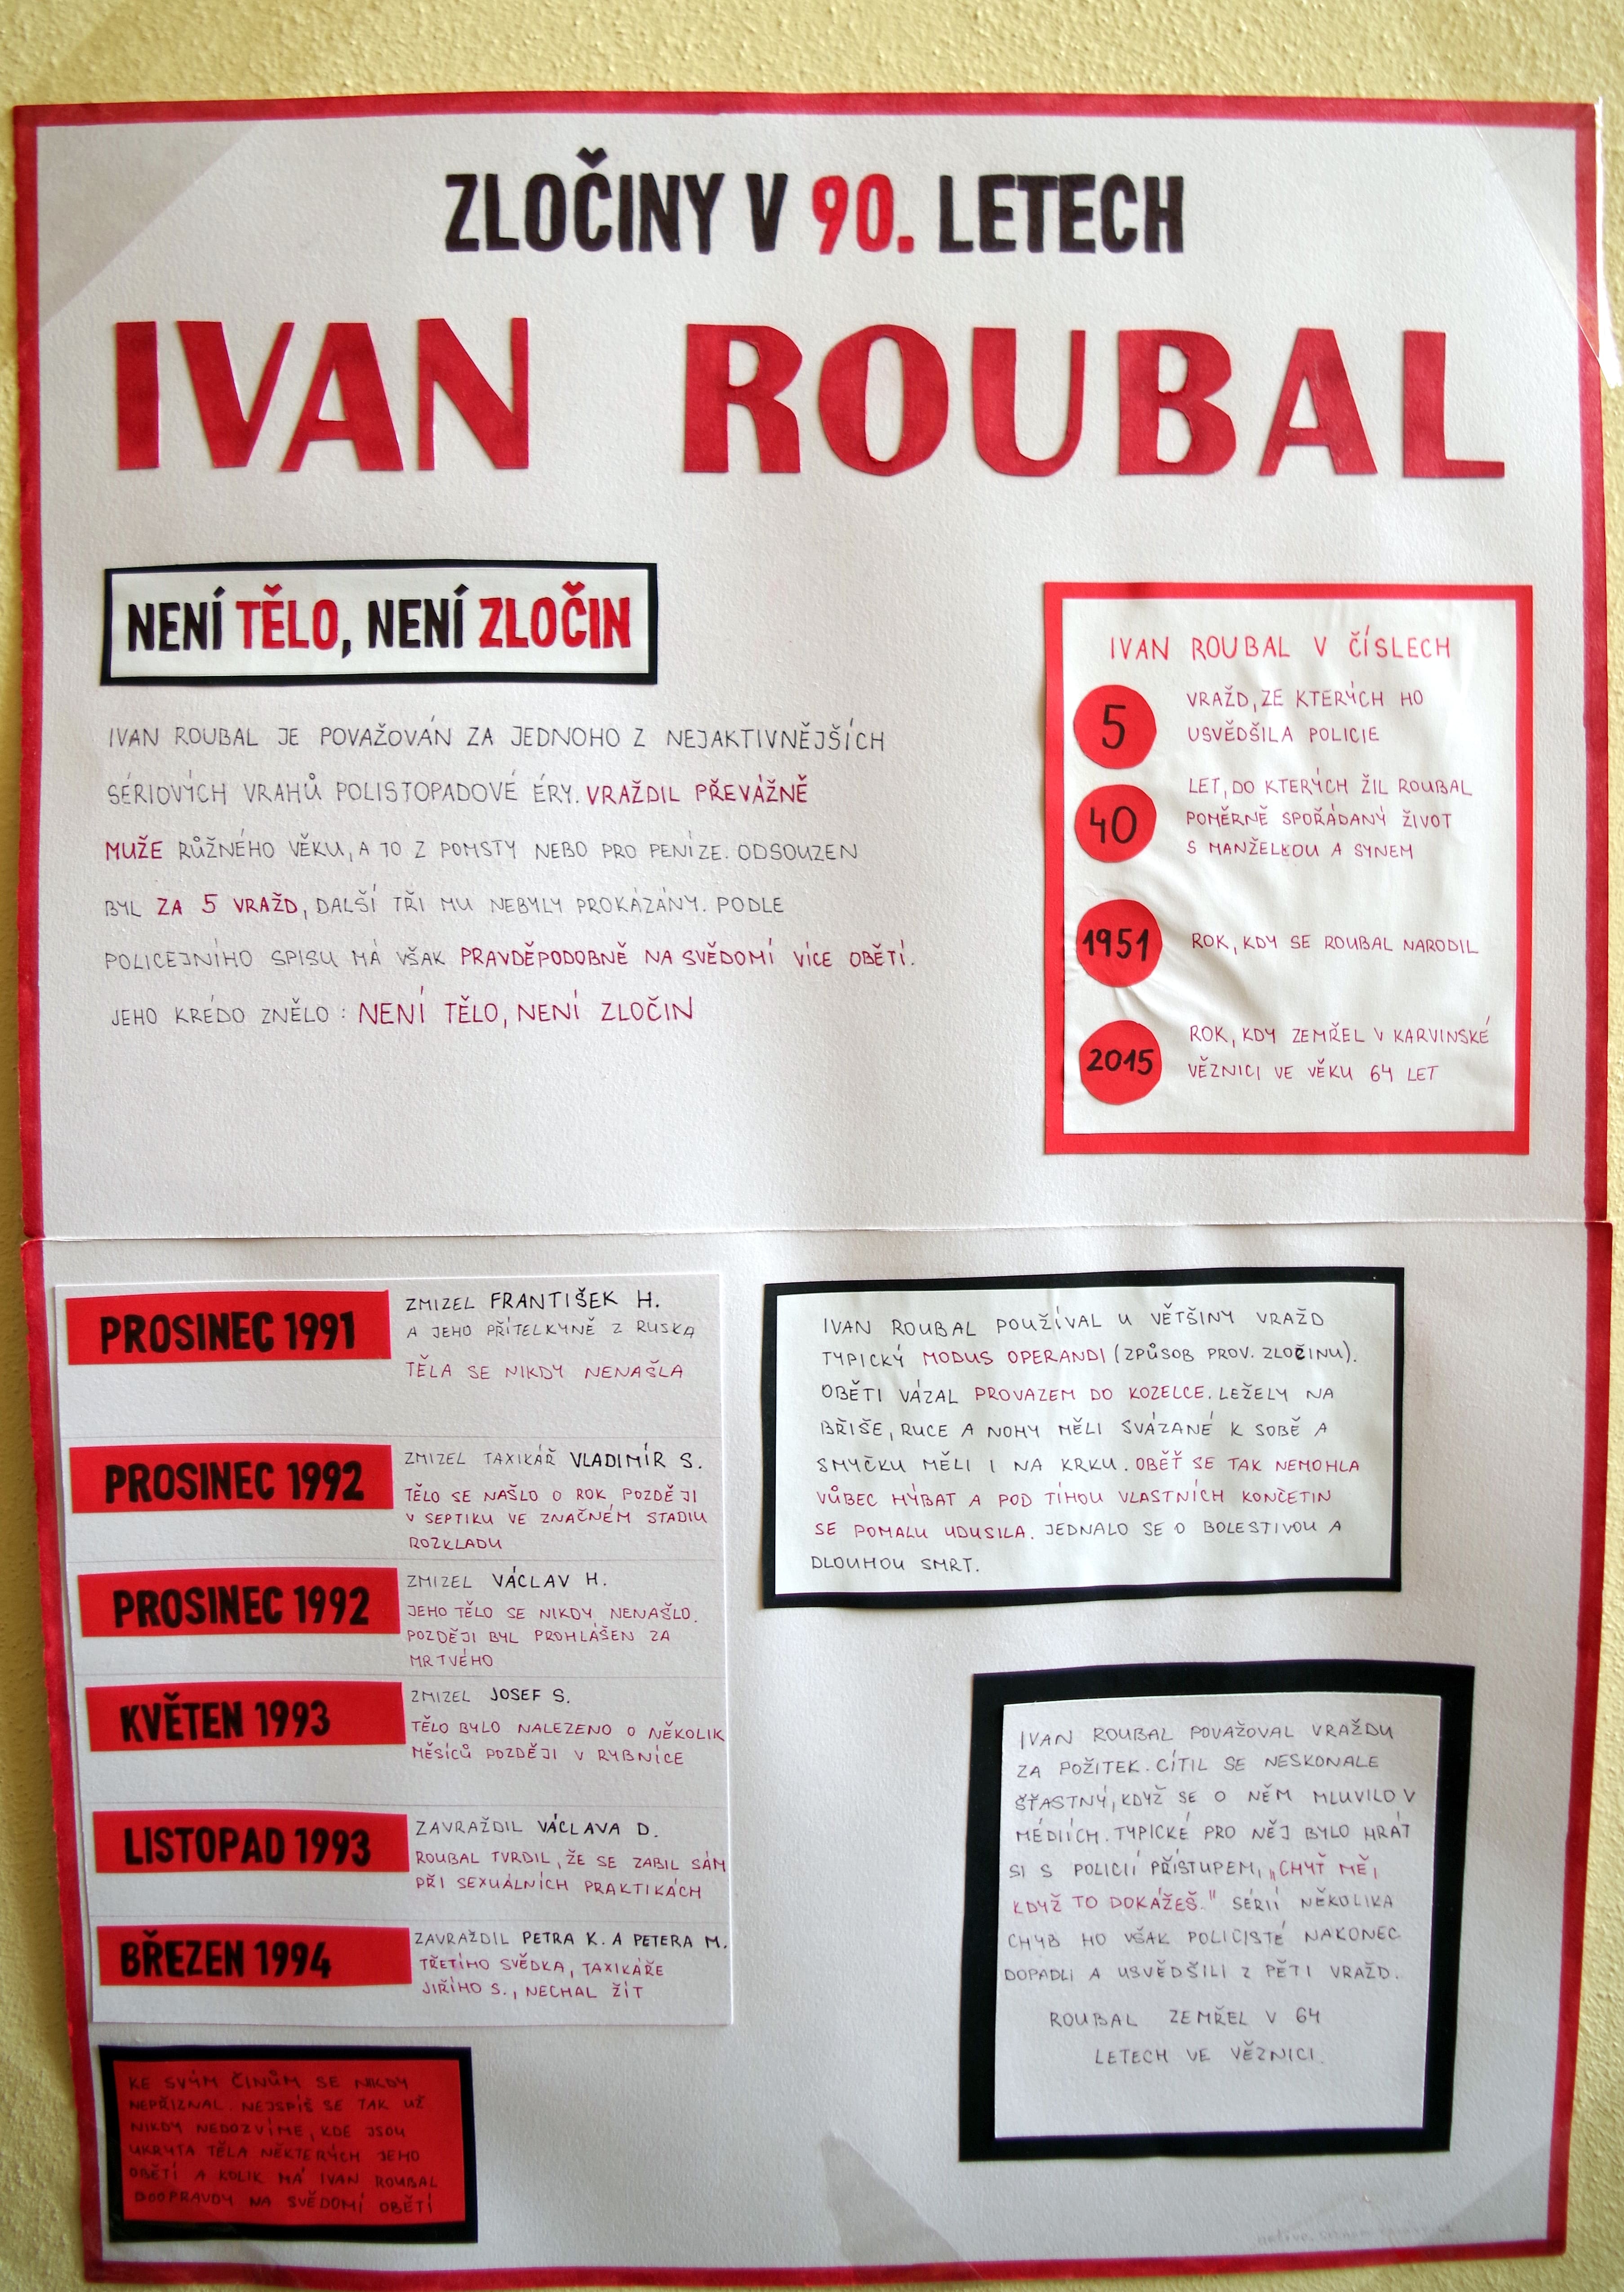 ZLOČINY V 90. LETECH
IVAN ROUBAL
NENÍ TĚLO, NENÍ ZLOČIN
IVAN ROUBAL JE POVAŽOVÁN ZA JEDNOHO Z NEJAKTIVNĚJŠÍCH
SÉRIOVÝCH VRAHŮ POLISTOPADOVÉ ÉRY. VRAŽDIL PŘEVÁŽNĚ
MUŽE RŮŽNÉHO VĚKU, A TO Z POMSTY NEBO PRO PENÍZE. ODSOUZEN
BYL ZA 5 VRAŽD, DALŠÍ TŘI MU NEBYLY PROKÁZÁNY. PODLE
POLICEJNÍHO SPISU MÁ VŠAK PRAVDĚPODOBNĚ NA SVĚDOMÍ VÍCE OBĚTÍ.
JEHO KRÉDO ZNĚLO : NENÍ TĚLO, NENÍ ZLOČIN
IVAN ROUBAL V ČÍSLECH
5 VRAŽD, ZE KTERÝCH HO
USVĚDŠILA POLICIE
40 LET, DO KTERÝCH ŽIL ROUBAL
POMĚRNĚ SPOŘÁDANÝ ŽIVOT
S MANŽELKOU A SYNEM
1951 ROK, KDY SE ROUBAL NARODIL
2015 ROK, KDY ZEMŘEL V KARVINSKÉ
VĚZNICI VE VĚKU 64 LET
PROSINEC 1991 ZMIZEL FRANTIŠEK H.
A JEHO PŘÍTELKYNĚ Z RUSKA
TĚLA SE NIKDY NENAŠLA
PROSINEC 1992 ZMIZEL TAXIKÁŘ VLADIMÍR S.
TĚLO SE NAŠLO O ROK POZDĚJI
V SEPTIKU VE ZNAČNÉM STADIU
ROZKLADU
PROSINEC 1992 ZMIZEL VÁCLAV H.
JEHO TĚLO SE NIKDY NENAŠLO.
POZDĚJI BYL PROHLÁŠEN ZA
MRTVÉHO
KVĚTEN 1993 ZMIZEL JOSEF S.
TĚLO BYLO NALEZENO O NĚKOLIK
MĚSÍCŮ POZDĚJI V RYBNÍCE
LISTOPAD 1993 ZAVRAŽDIL VÁCLAVA D.
ROUBAL TVRDIL, ŽE SE ZABIL SÁM
PŘI SEXUÁLNÍCH PRAKTIKÁCH
BŘEZEN 1994 ZAVRAŽDIL PETRA K. A PETERA M.
TŘETÍHO SVĚDKA, TAXIKÁŘE
JIŘÍHO S., NECHAL ŽÍT
KE SVÝM ČINŮM SE NIKDY
NEPŘIZNAL. NEJSPÍŠ SE TAK UŽ
NIKDY NEDOZVÍME, KDE JSOU
UKRYTA TĚLA NĚKTERÝCH JEHO
OBĚTÍ A KOLIK MÁ IVAN ROUBAL
DOOPRAVDY NA SVĚDOMÍ OBĚTÍ
IVAN ROUBAL POUŽÍVAL U VĚTŠINY VRAŽD
TYPICKÝ MODUS OPERANDI (ZPŮSOB PROV. ZLOČINU).
OBĚTI VÁZAL PROVAZEM DO KOZELCE. LEŽELY NA
BŘIŠE, RUCE A NOHY MĚLI SVÁZANÉ K SOBĚ A
SMYČKU MĚLI I NA KRKU. OBĚŤ SE TAK NEMOHLA
VŮBEC HÝBAT A POD TÍHOU VLASTNÍCH KONČETIN
SE POMALU UDUSILA. JEDNALO SE O BOLESTIVOU A
DLOUHOU SMRT.
IVAN ROUBAL POVAŽOVAL VRAŽDU
ZA POŽITEK. CÍTIL SE NESKONALE
ŠŤASTNÝ, KDYŽ SE O NĚM MLUVILO V
MÉDIÍCH. TYPICKÉ PRO NĚJ BYLO HRÁT
SI S POLICIÍ PŘÍSTUPEM, „CHYŤ MĚ,
KDYŽ TO DOKÁŽEŠ." SÉRIÍ NĚKOLIKA
CHYB HO VŠAK POLICISTÉ NAKONEC
DOPADLI A USVĚDŠILI Z PĚTI VRAŽD.
ROUBAL ZEMŘEL V 64
LETECH VE VĚZNICI.